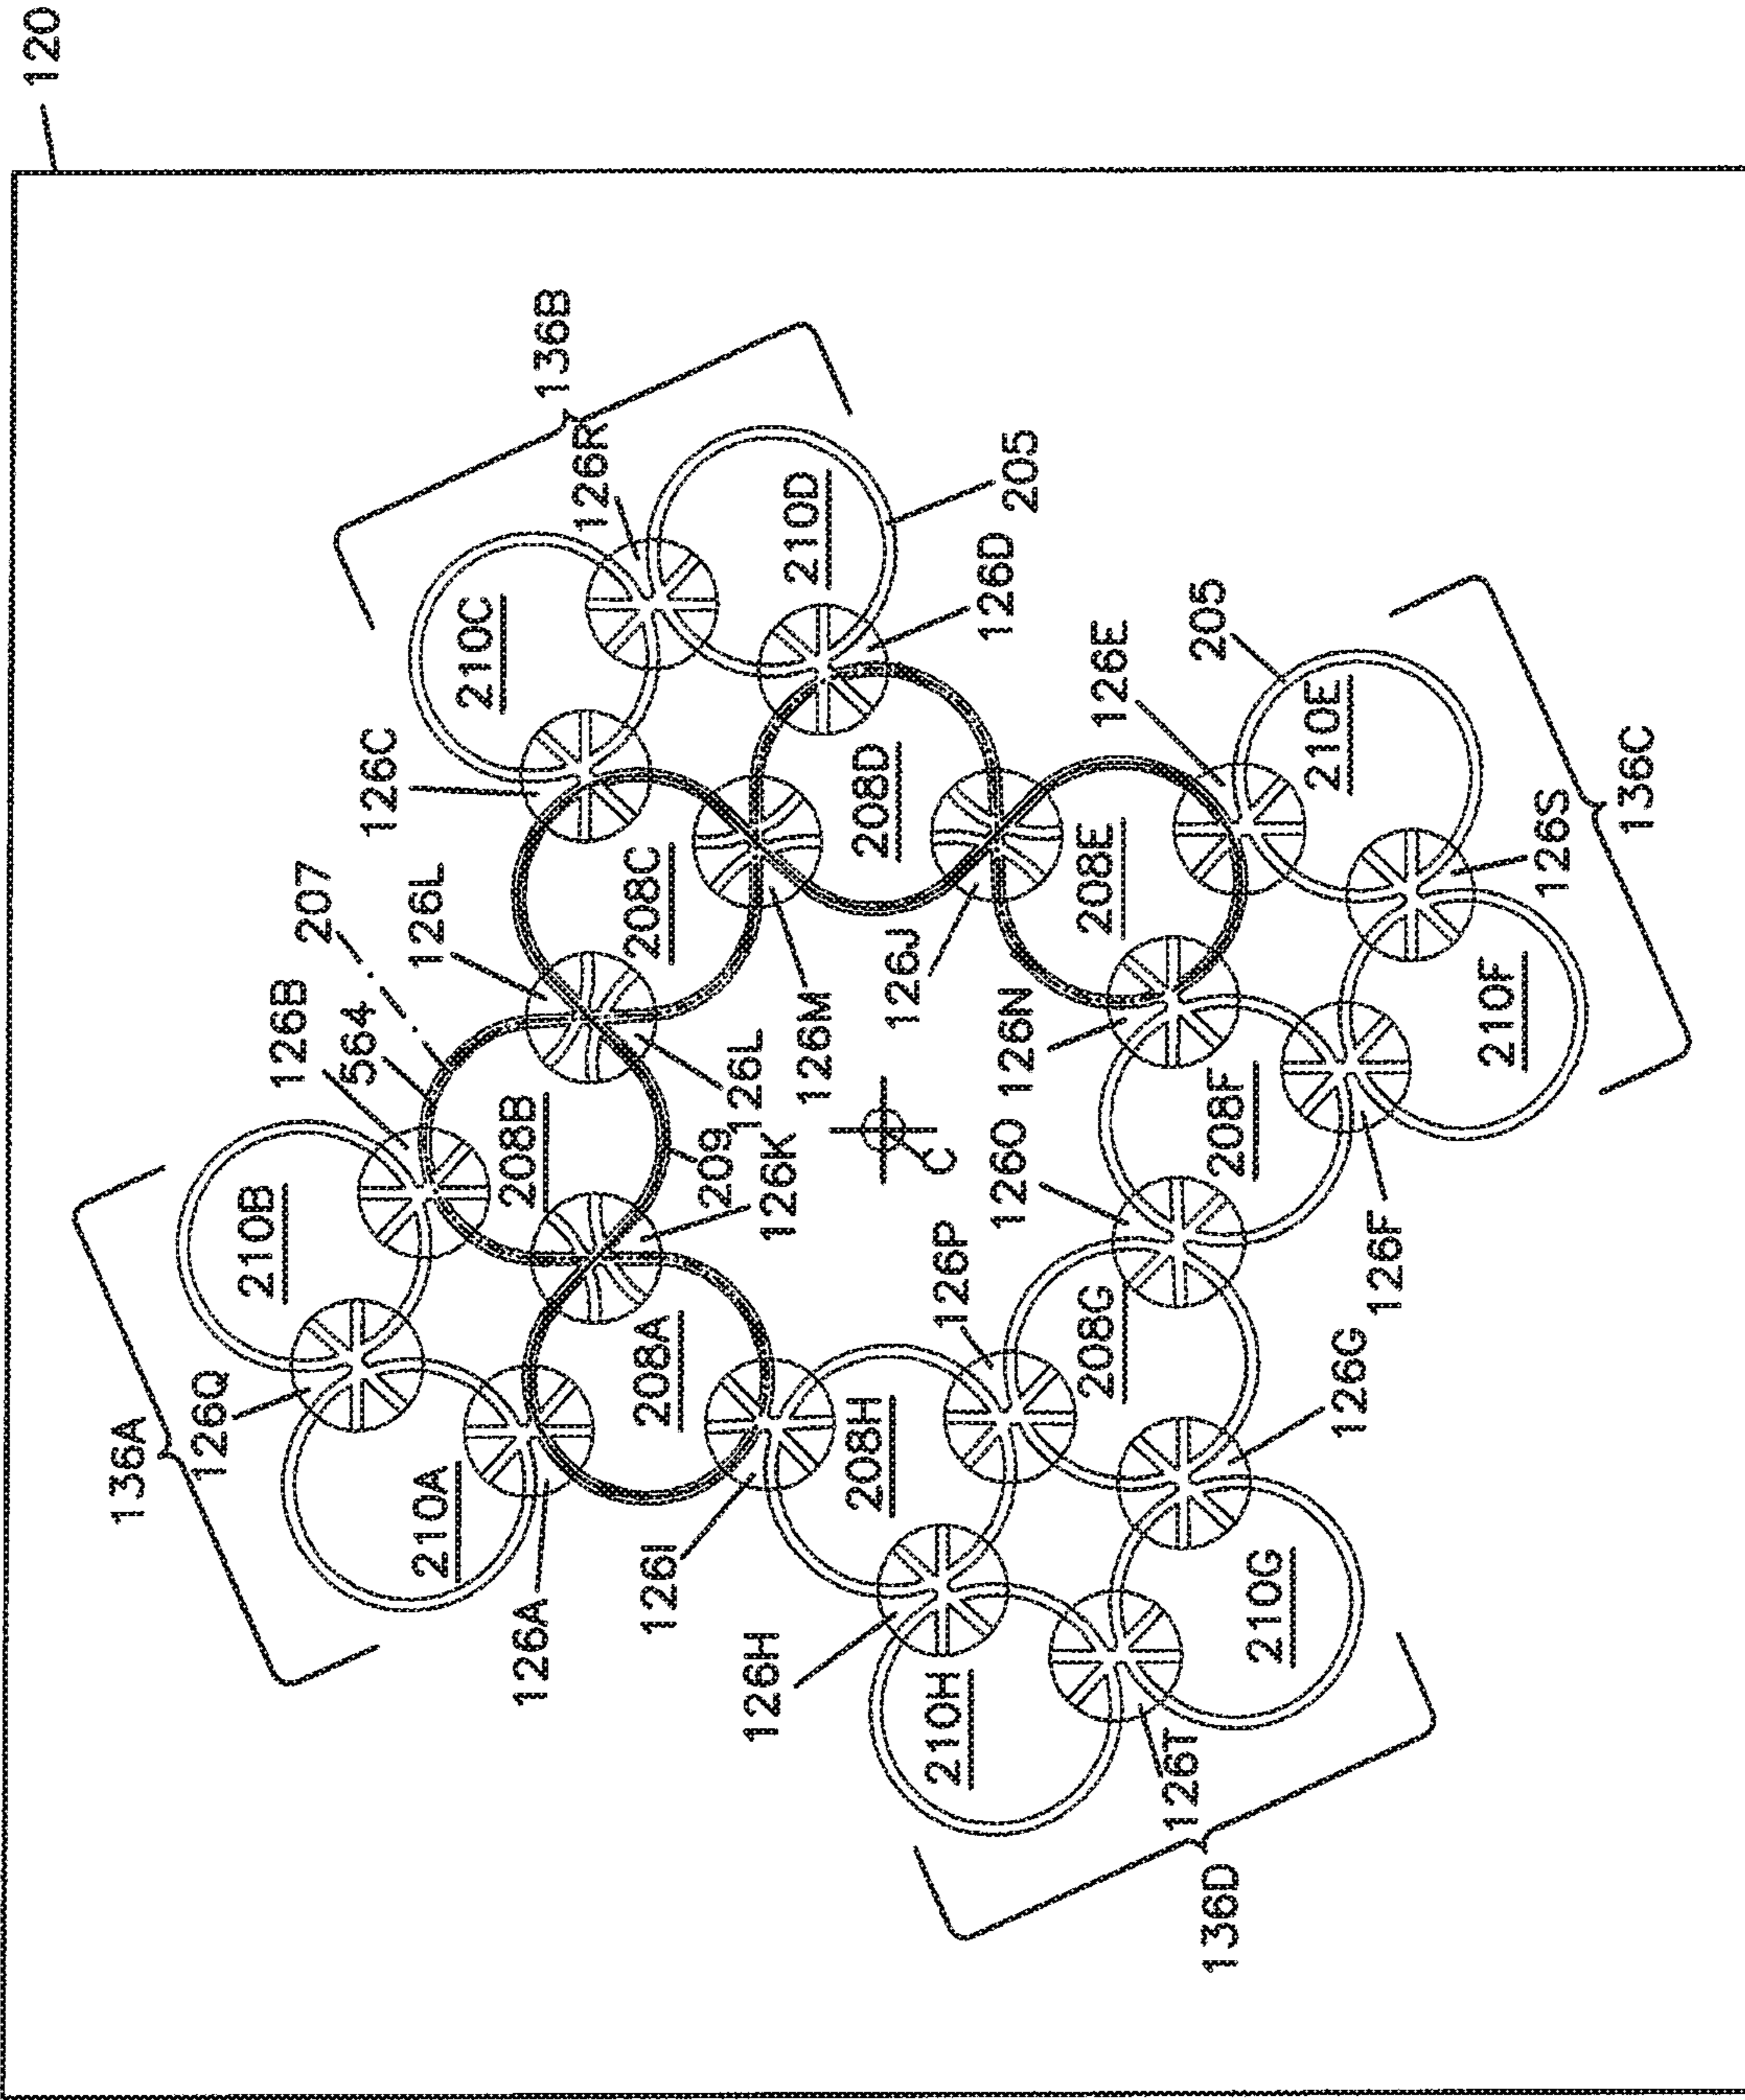 120
136A
126Q
210B
126B
207
564
126C
210A
126L
210C
208B
126A
136B
126R
208A
208C
126I
209
126L
126H
126K
210D
126M
208H
208D
126J
C
210H
126P
126D
126O
126N
205
208G
208E
126E
126T
208F
205
136D
210G
210E
126G
126F
210F
126S
136C